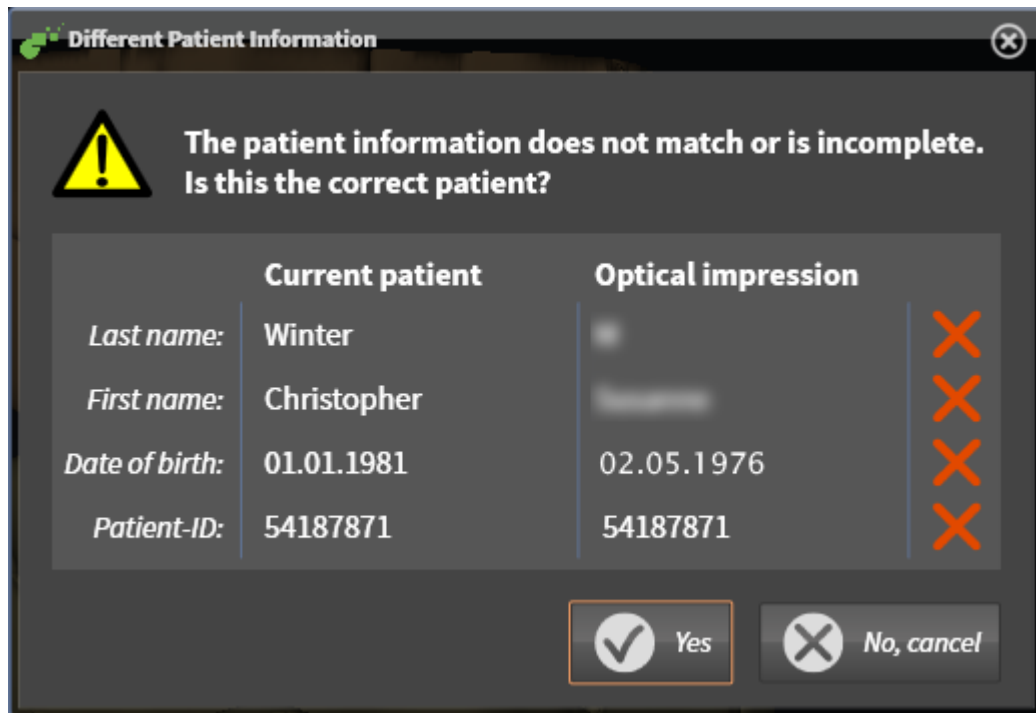 Different Patient Information
The patient information does not match or is incomplete.
Is this the correct patient?
Current patient Optical impression
Last name: Winter
First name: Christopher
Date of birth: 01.01.1981 02.05.1976
Patient-ID: 54187871 54187871
Yes No, cancel